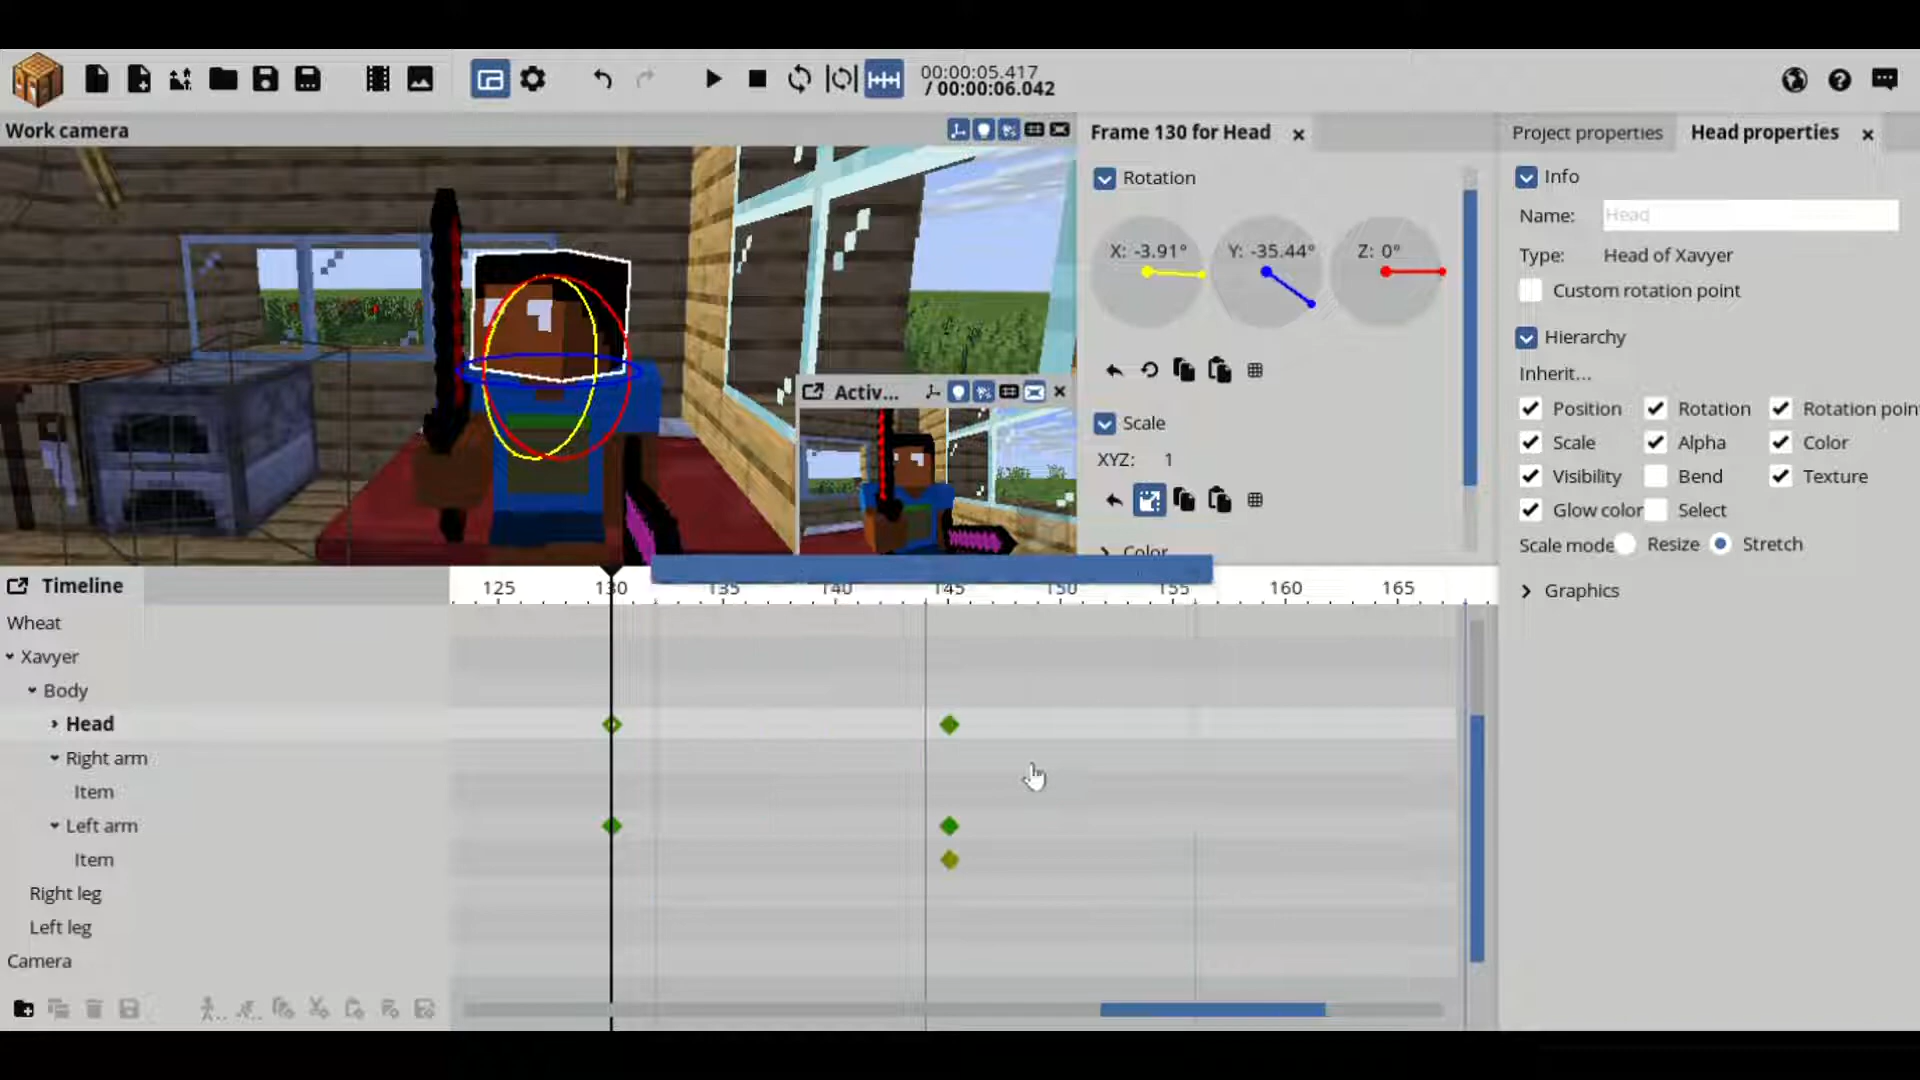 00:00:05.417
/ 00:00:06.042
Work camera
Frame 130 for Head
Project properties
Head properties
Rotation
X: -3.91°
Y: -35.44°
Z: 0°
Activ...
Scale
XYZ: 1
Color
Info
Name: Head
Type: Head of Xavyer
Custom rotation point
Hierarchy
Inherit...
Position
Rotation
Rotation poin
Scale
Alpha
Color
Visibility
Bend
Texture
Glow color
Select
Scale mode
Resize
Stretch
Graphics
Timeline
125 130 135 140 145 150 155 160 165
Wheat
Xavyer
Body
Head
Right arm
Item
Left arm
Item
Right leg
Left leg
Camera